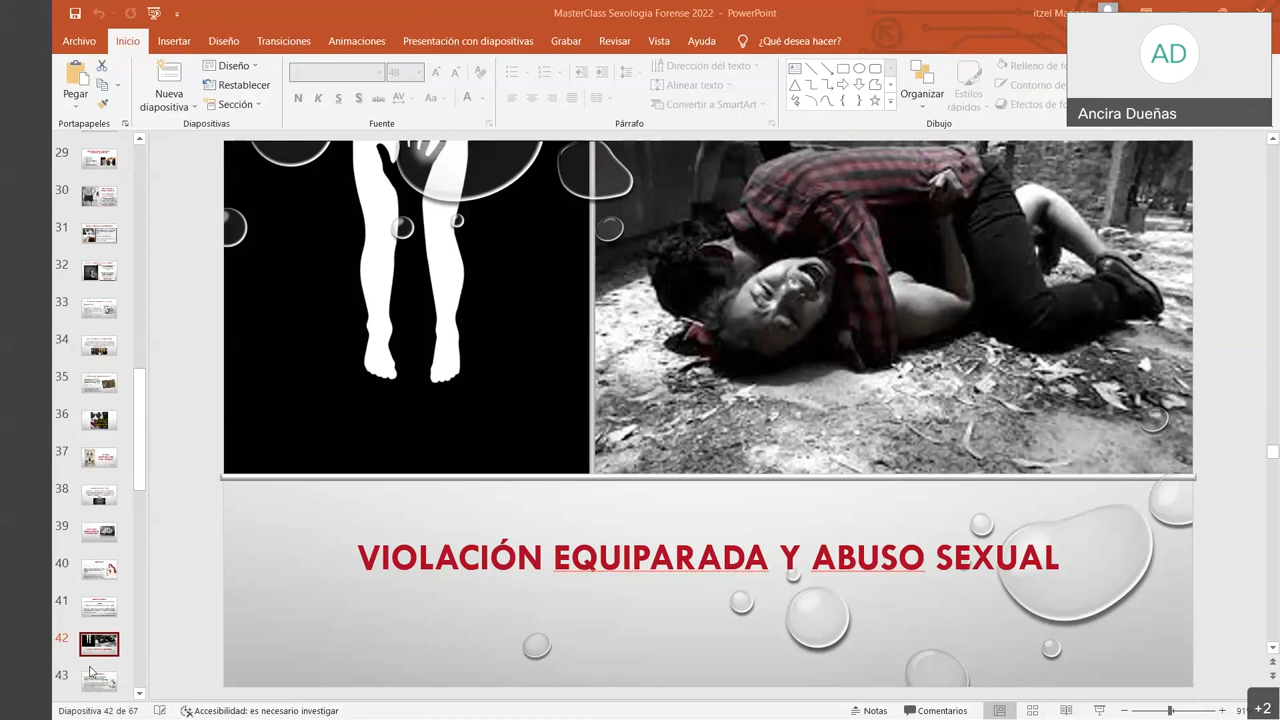 MasterClass Sexologia Forense 2022 - PowerPoint
Archivo Inicio Insertar Diseño Transiciones Animaciones Presentación con diapositivas Grabar Revisar Vista Ayuda ¿Qué desea hacer?
AD
Ancira Dueñas
Pegar
Nueva
diapositiva
Diseño
Restablecer
Sección
48
N K S S abc AV Aa A
Dirección del texto
Alinear texto
Convertir a SmartArt
Organizar
Estilos
rápidos
Relleno de
Contorno de
Efectos de
Portapapeles Diapositivas Fuente Párrafo Dibujo
29
30
31
32
33
34
35
36
37
38
39
40
41
42
43
VIOLACIÓN EQUIPARADA Y ABUSO SEXUAL
Diapositiva 42 de 67 Accesibilidad: es necesario investigar Notas Comentarios
+2